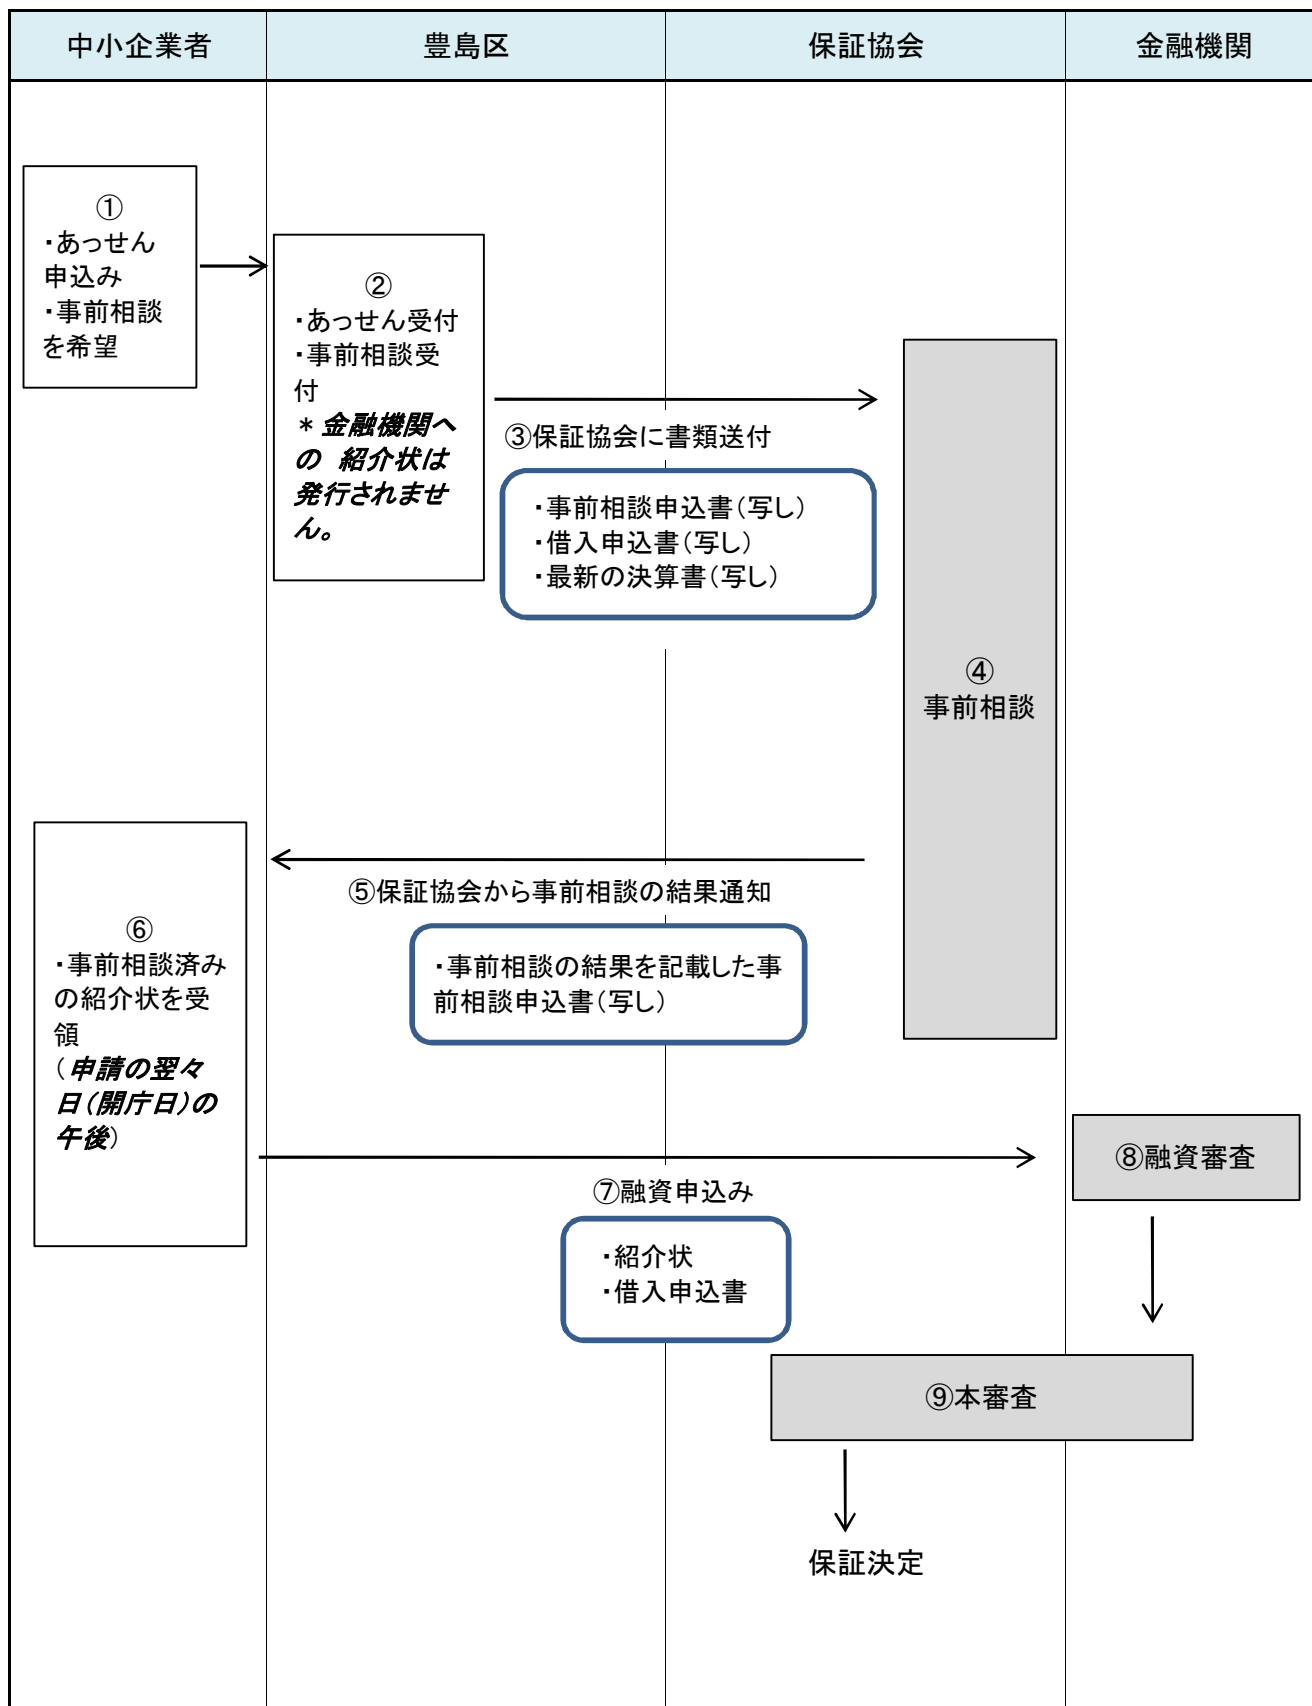 中小企業者
豊島区
保証協会
金融機関
①
・あっせん
申込み
・事前相談
を希望
②
・あっせん受付
・事前相談受
付
＊金融機関へ
の 紹介状は
発行されませ
ん。
③保証協会に書類送付
・事前相談申込書(写し)
・借入申込書(写し)
・最新の決算書(写し)
④
事前相談
⑤保証協会から事前相談の結果通知
・事前相談の結果を記載した事
前相談申込書(写し)
⑥
・事前相談済み
の紹介状を受
領
(申請の翌々
日(開庁日)の
午後)
⑦融資申込み
・紹介状
・借入申込書
⑧融資審査
⑨本審査
保証決定